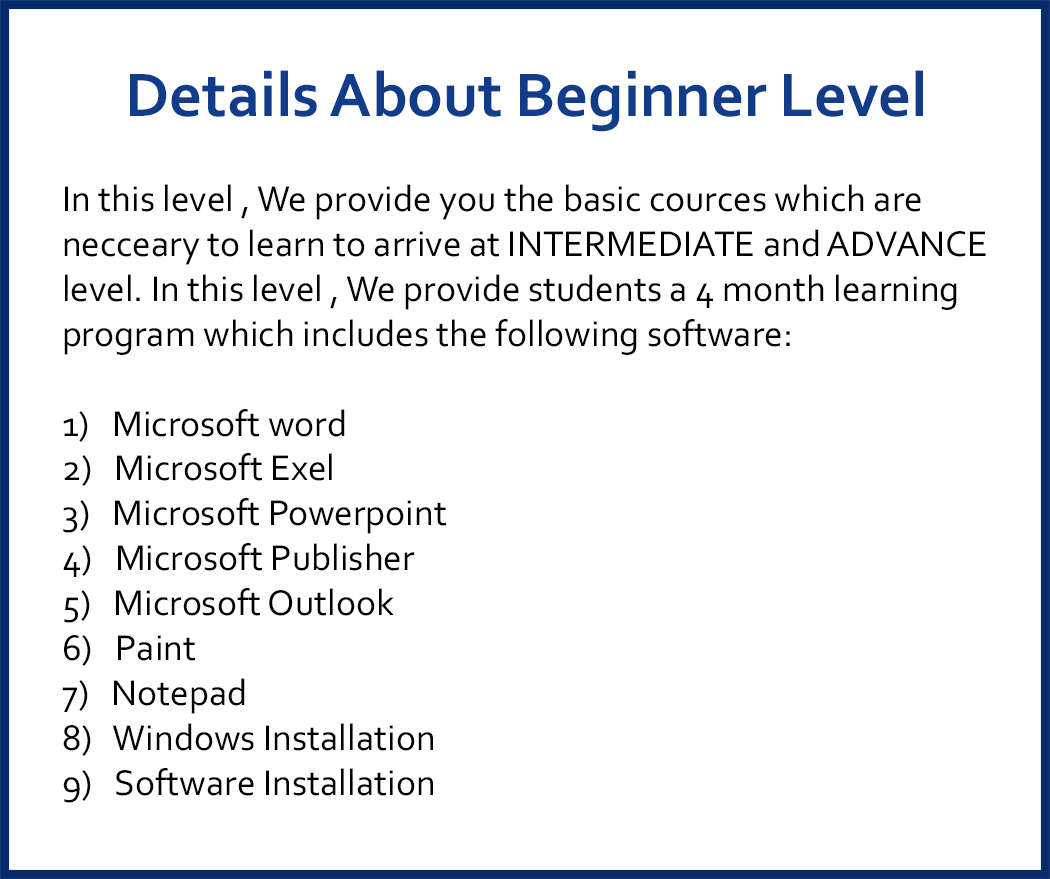 Details About Beginner Level
In this level , We provide you the basic cources which are
necceary to learn to arrive at INTERMEDIATE and ADVANCE
level. In this level , We provide students a 4 month learning
program which includes the following software:
1) Microsoft word
2) Microsoft Exel
3) Microsoft Powerpoint
4) Microsoft Publisher
5) Microsoft Outlook
6) Paint
7) Notepad
8) Windows Installation
9) Software Installation